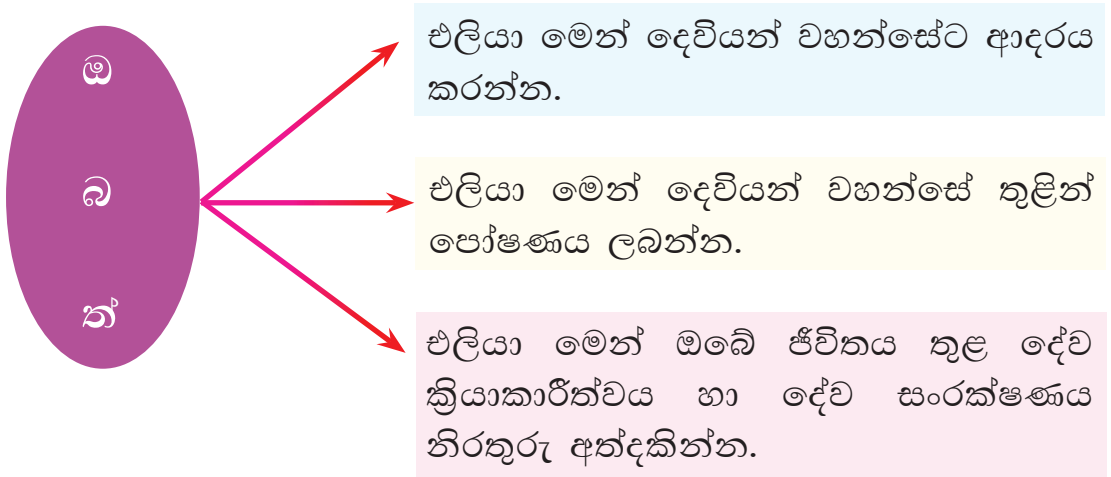 ඔ
බ
ත්
එලියා මෙන් දෙවියන් වහන්සේට ආදරය
කරන්න.
එලියා මෙන් දෙවියන් වහන්සේ තුළින්
පෝෂණය ලබන්න.
එලියා මෙන් ඔබේ ජීවිතය තුළ දේව
ක්‍රියාකාරීත්වය හා දේව සංරක්ෂණය
නිරතුරු අත්දකින්න.